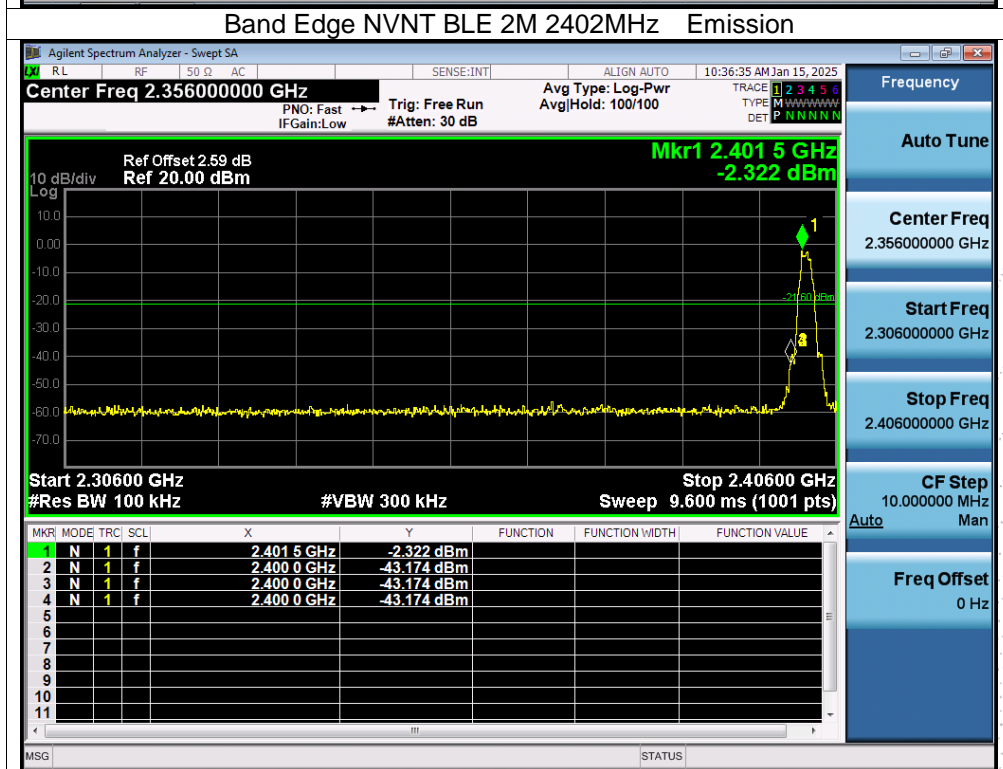 Band Edge NVNT BLE 2M 2402MHz Emission
Agilent Spectrum Analyzer - Swept SA
LXI RL RF 50 Ω AC SENSE:INT ALIGN AUTO 10:36:35 AM Jan 15, 2025
Center Freq 2.356000000 GHz
PNO: Fast
IFGain:Low
Trig: Free Run
#Atten: 30 dB
Avg Type: Log-Pwr
Avg|Hold: 100/100
TRACE 1 2 3 4 5 6
TYPE M WWWWW
DET P N N N N N
Frequency
Auto Tune
Center Freq
2.356000000 GHz
Start Freq
2.306000000 GHz
Stop Freq
2.406000000 GHz
CF Step
10.000000 MHz
Auto Man
Freq Offset
0 Hz
Mkr1 2.401 5 GHz
-2.322 dBm
Ref Offset 2.59 dB
10 dB/div Ref 20.00 dBm
Log
10.0
0.00
-10.0
-20.0
-30.0
-40.0
-50.0
-60.0
-70.0
1
-21.60 dBm
Start 2.30600 GHz Stop 2.40600 GHz
#Res BW 100 kHz #VBW 300 kHz Sweep 9.600 ms (1001 pts)
MKR MODE TRC SCL X Y FUNCTION FUNCTION WIDTH FUNCTION VALUE
1 N 1 f 2.401 5 GHz -2.322 dBm
2 N 1 f 2.400 0 GHz -43.174 dBm
3 N 1 f 2.400 0 GHz -43.174 dBm
4 N 1 f 2.400 0 GHz -43.174 dBm
5
6
7
8
9
10
11
MSG STATUS